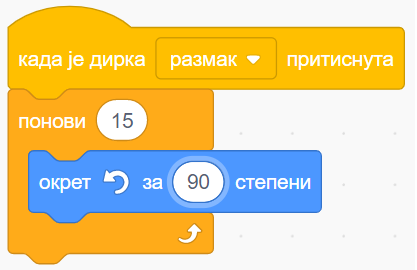 када је дирка размак притиснута
понови 15
окрет за 90 степени